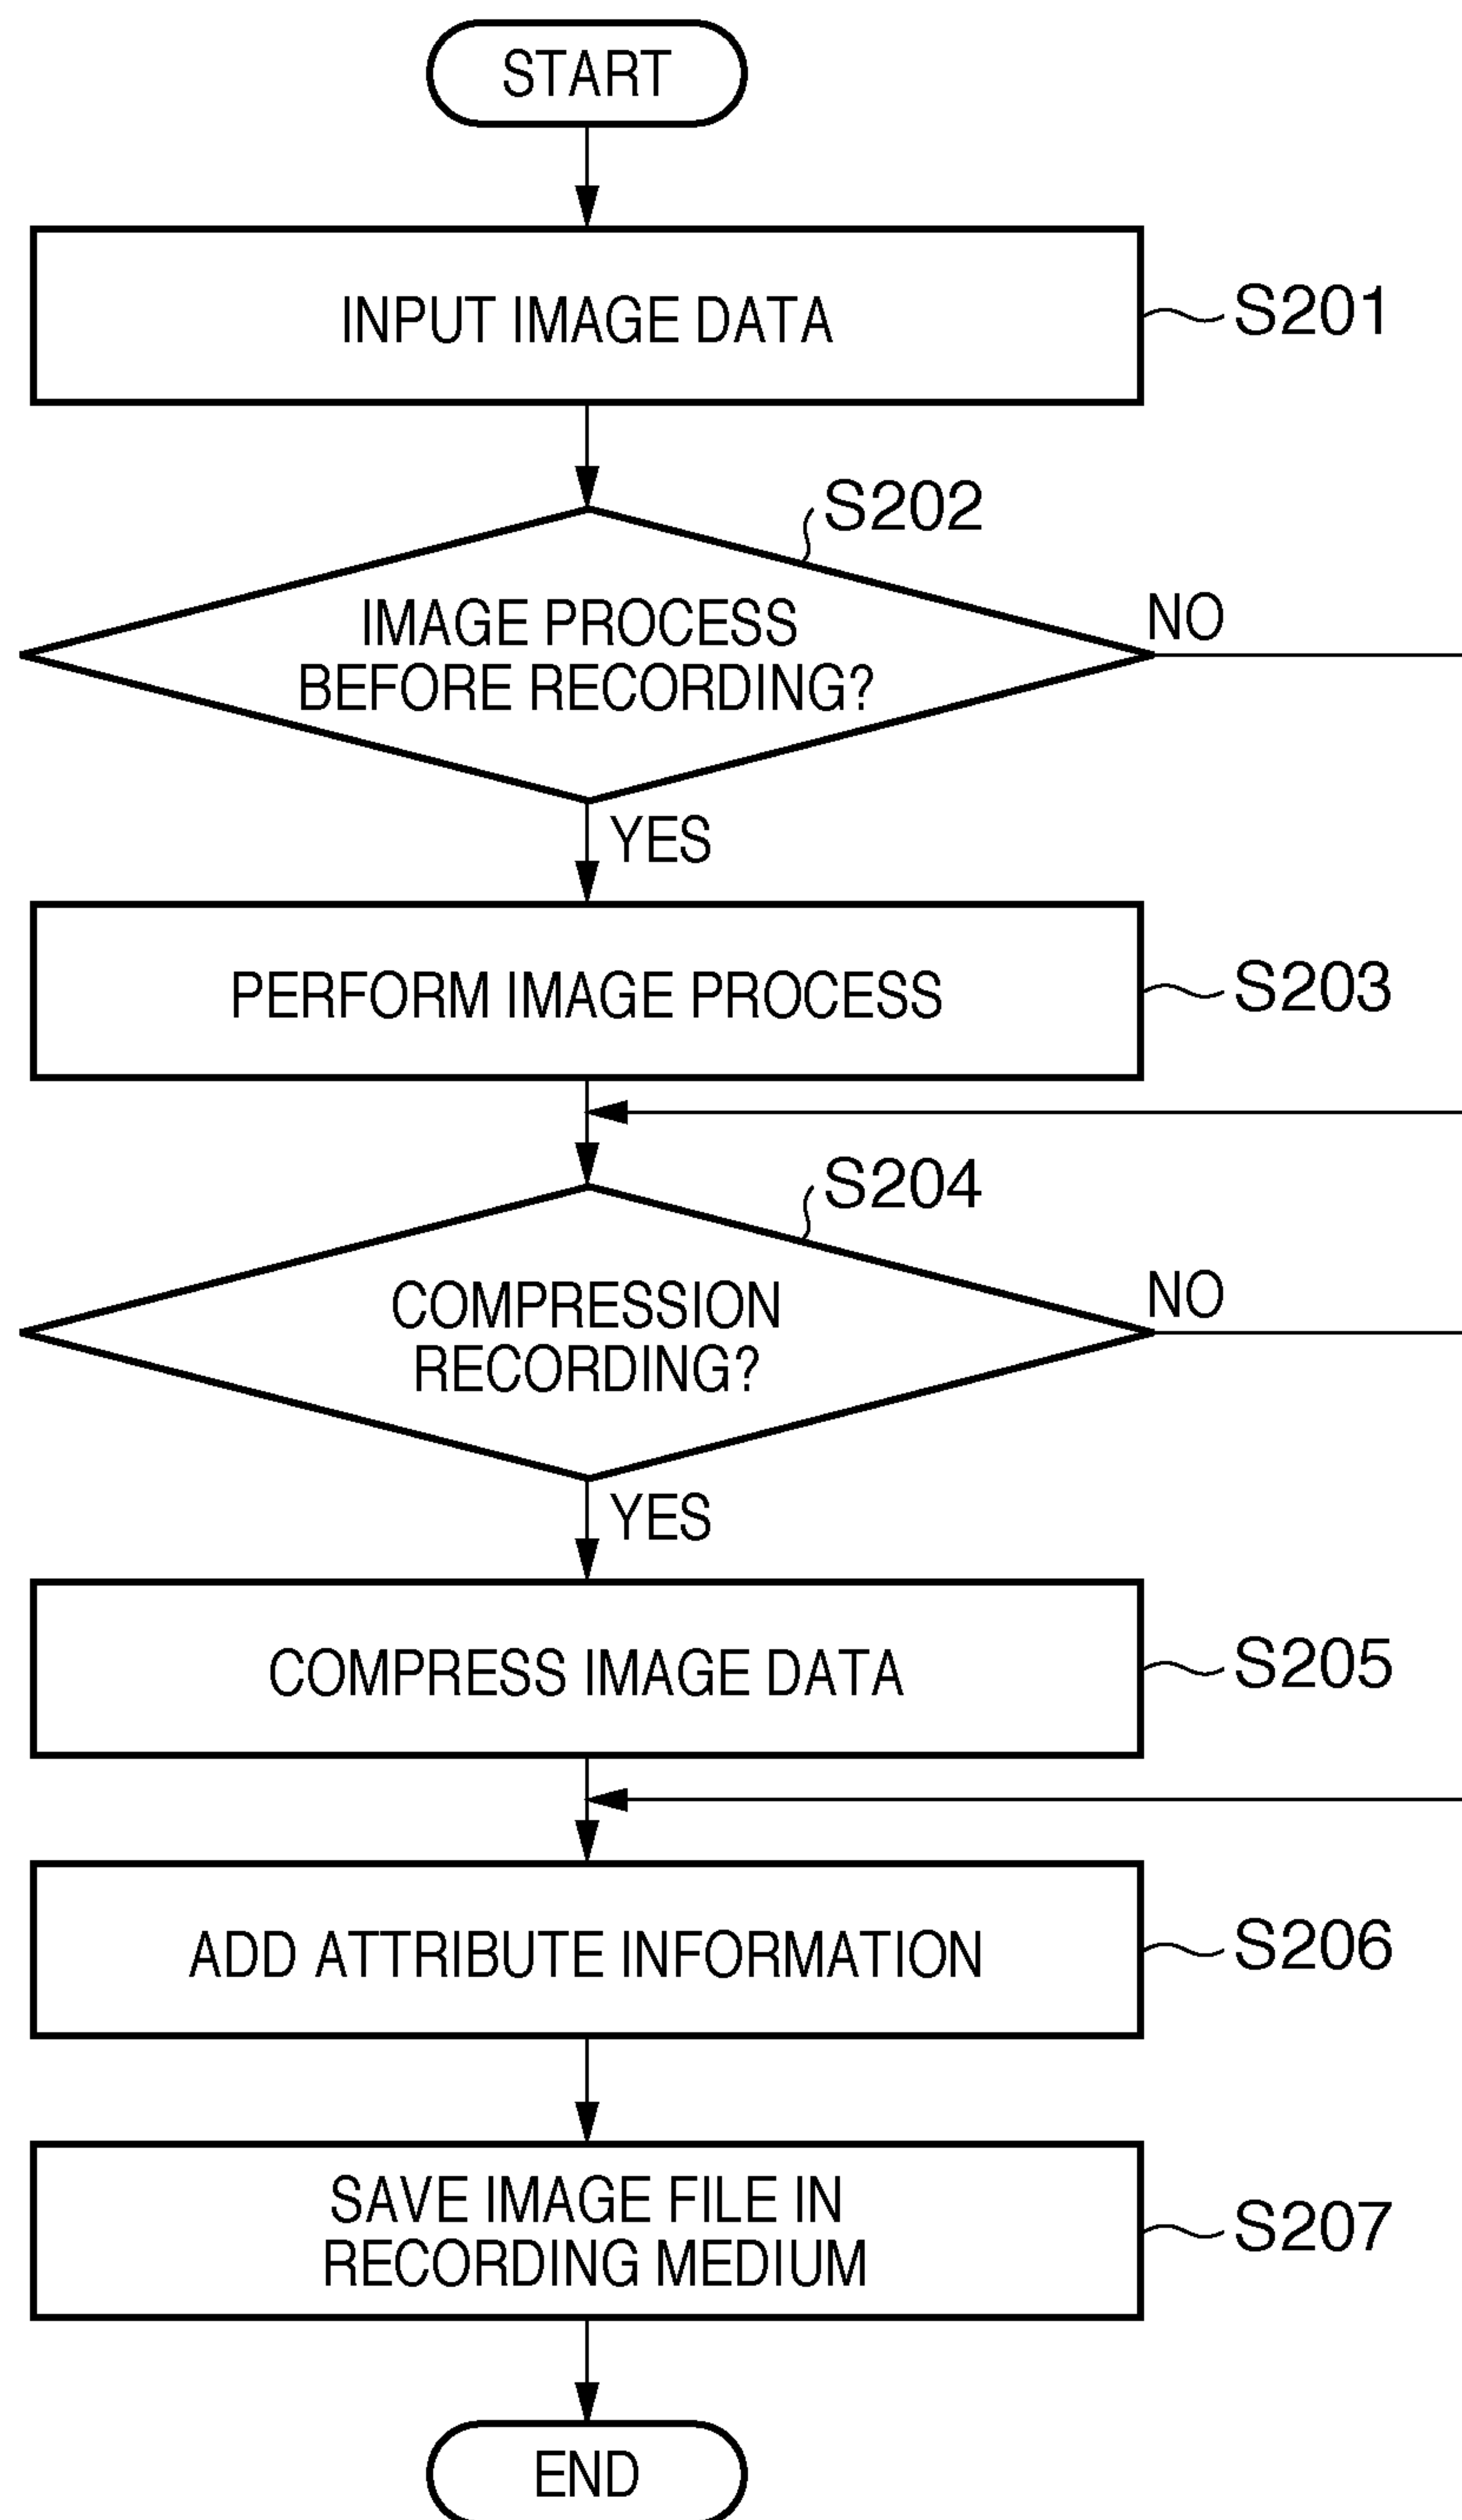 START
INPUT IMAGE DATA
S201
S202
IMAGE PROCESS
BEFORE RECORDING?
NO
YES
PERFORM IMAGE PROCESS
S203
S204
COMPRESSION
RECORDING?
NO
YES
COMPRESS IMAGE DATA
S205
ADD ATTRIBUTE INFORMATION
S206
SAVE IMAGE FILE IN
RECORDING MEDIUM
S207
END